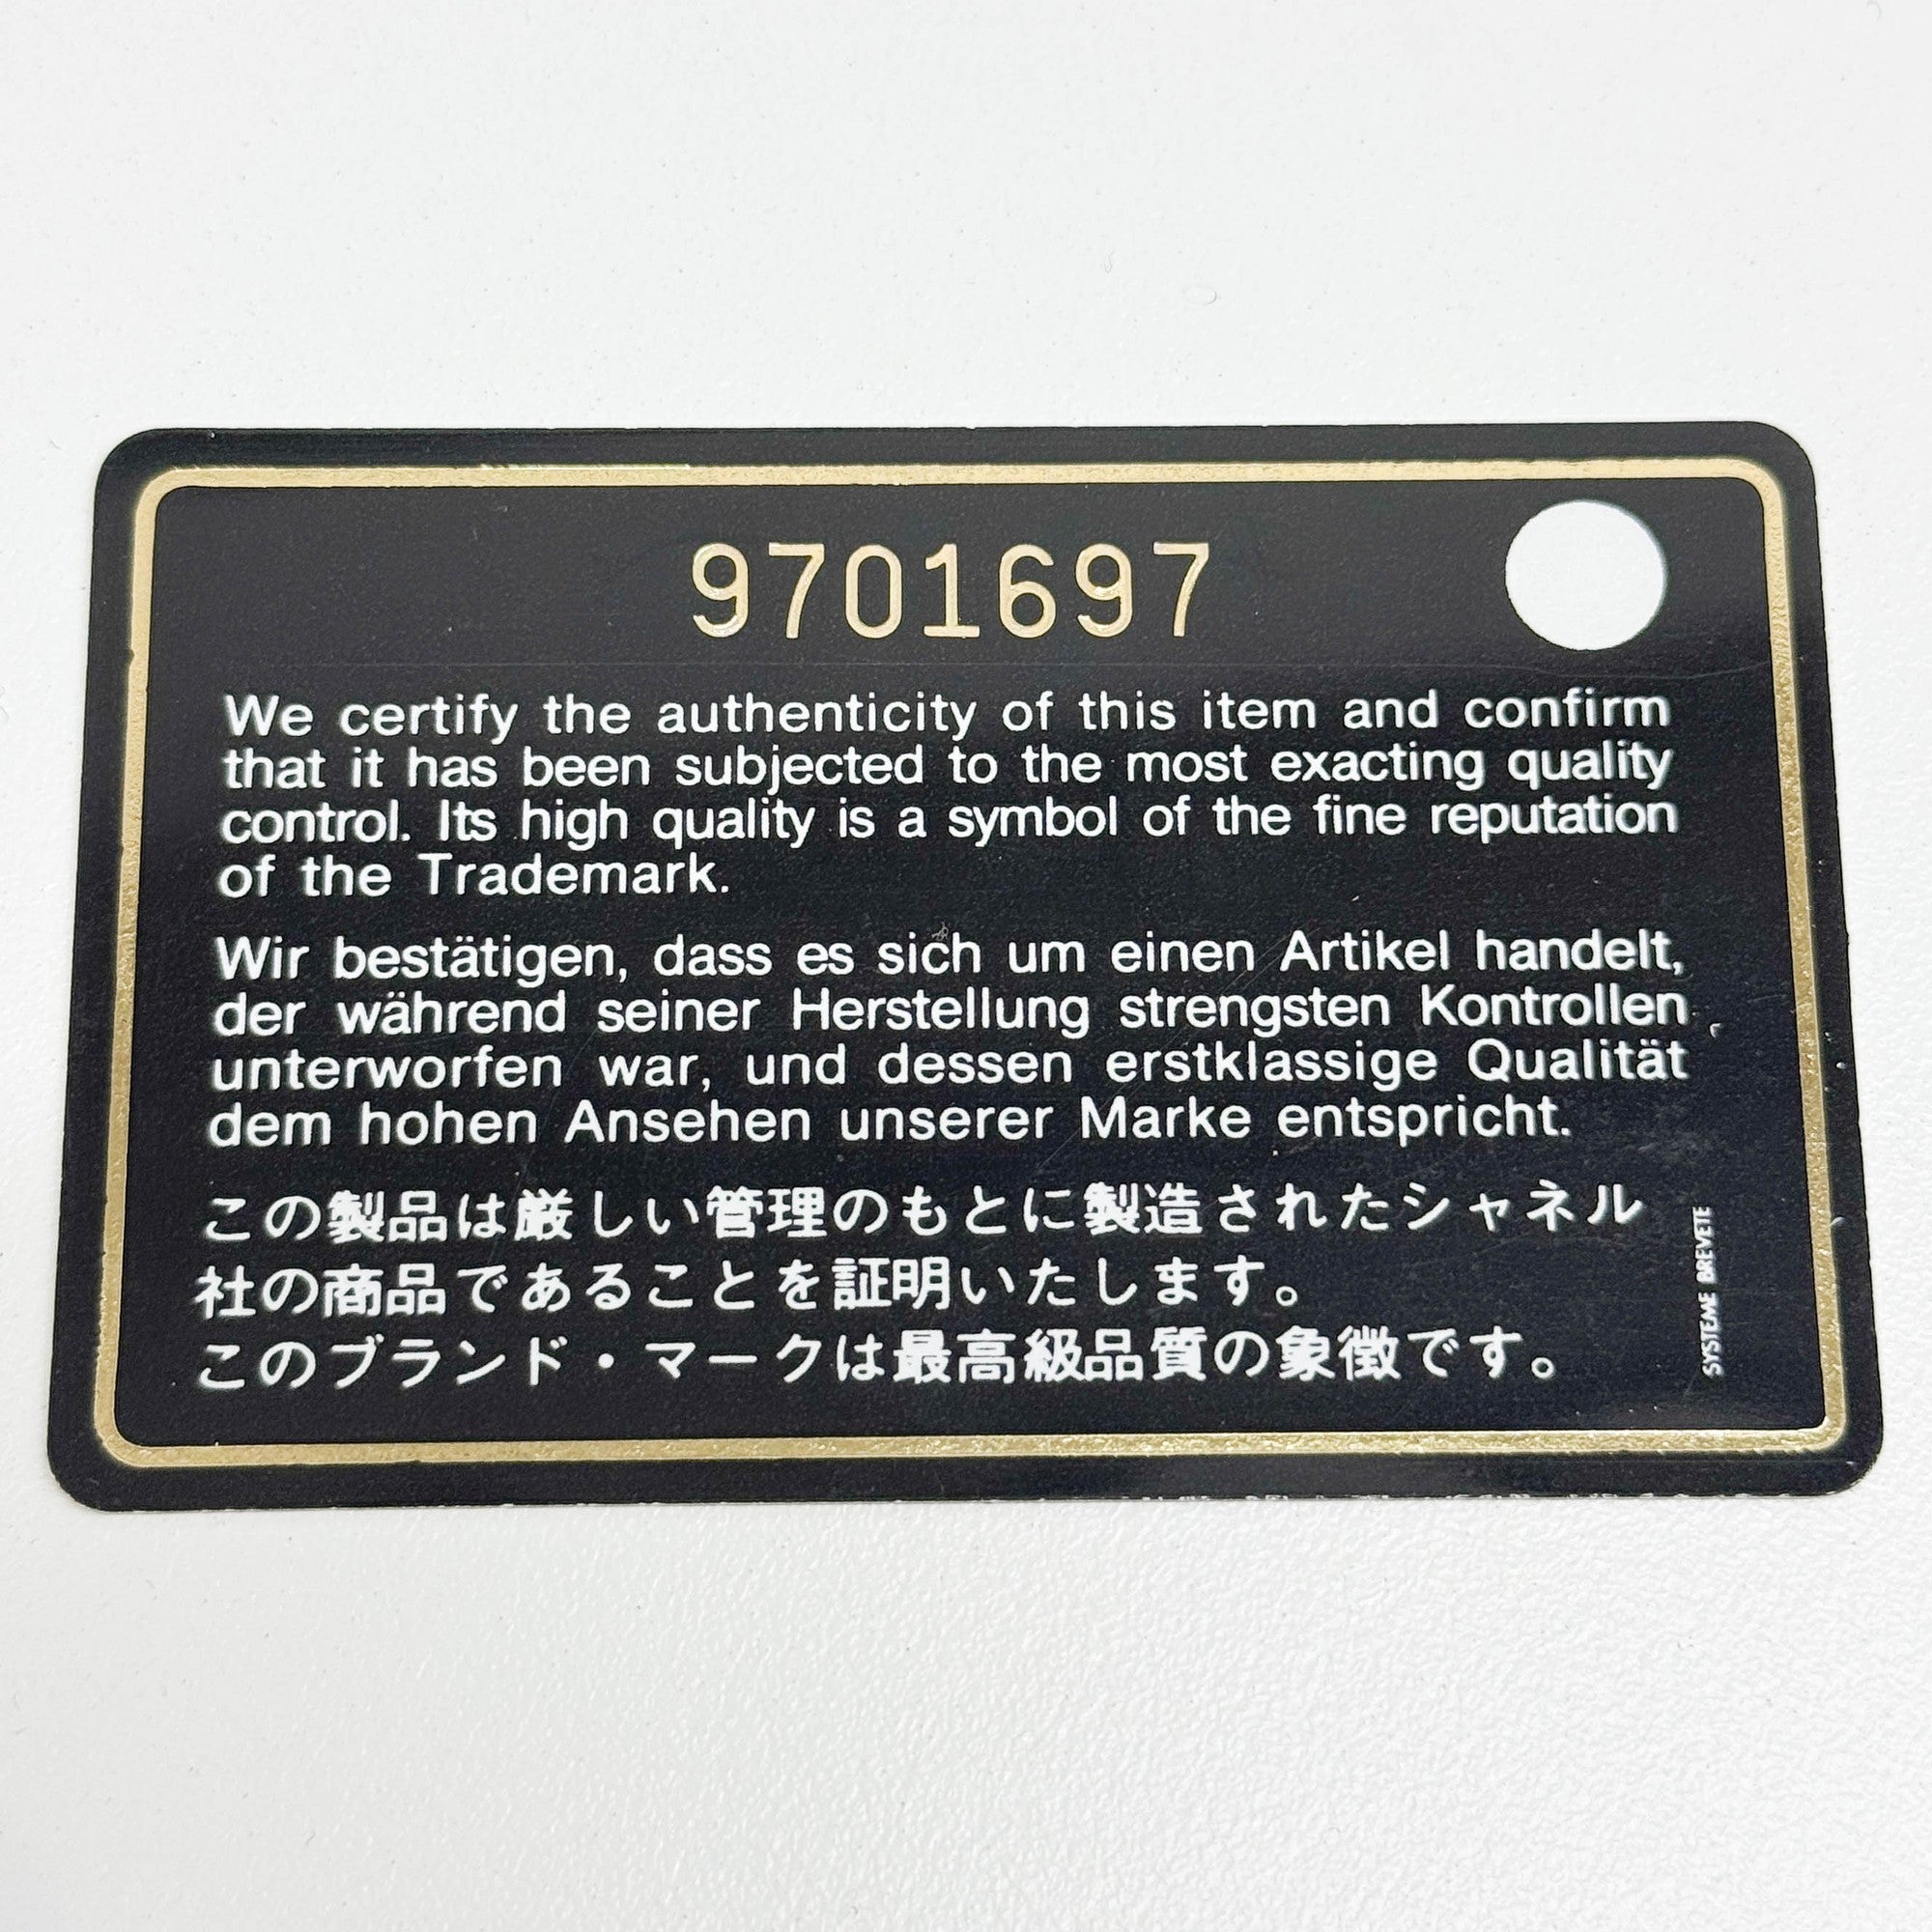 9701697
We certify the authenticity of this item and confirm
that it has been subjected to the most exacting quality
control. Its high quality is a symbol of the fine reputation
of the Trademark.
Wir bestätigen, dass es sich um einen Artikel handelt,
der während seiner Herstellung strengsten Kontrollen
unterworfen war, und dessen erstklassige Qualität
dem hohen Ansehen unserer Marke entspricht.
この製品は厳しい管理のもとに製造されたシャネル
社の商品であることを証明いたします。
このブランド・マークは最高級品質の象徴です。
SYSTEME BREVETE